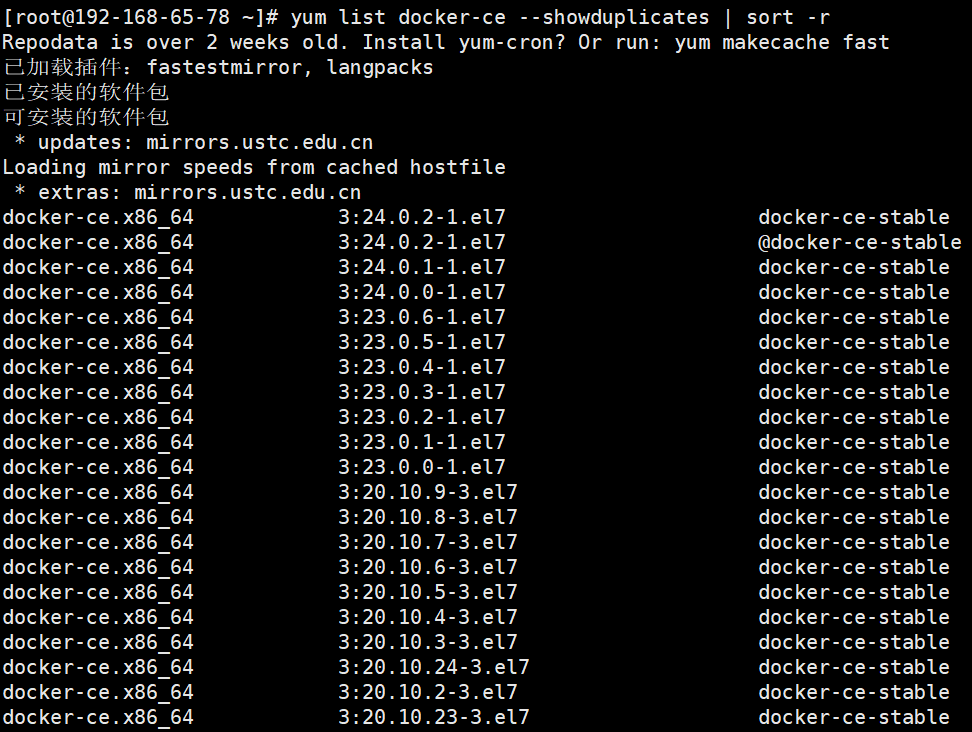 [root@192-168-65-78 ~]# yum list docker-ce --showduplicates | sort -r
Repodata is over 2 weeks old. Install yum-cron? Or run: yum makecache fast
已加载插件：fastestmirror, langpacks
已安装的软件包
可安装的软件包
 * updates: mirrors.ustc.edu.cn
Loading mirror speeds from cached hostfile
 * extras: mirrors.ustc.edu.cn
docker-ce.x86_64            3:24.0.2-1.el7                     docker-ce-stable
docker-ce.x86_64            3:24.0.2-1.el7                     @docker-ce-stable
docker-ce.x86_64            3:24.0.1-1.el7                     docker-ce-stable
docker-ce.x86_64            3:24.0.0-1.el7                     docker-ce-stable
docker-ce.x86_64            3:23.0.6-1.el7                     docker-ce-stable
docker-ce.x86_64            3:23.0.5-1.el7                     docker-ce-stable
docker-ce.x86_64            3:23.0.4-1.el7                     docker-ce-stable
docker-ce.x86_64            3:23.0.3-1.el7                     docker-ce-stable
docker-ce.x86_64            3:23.0.2-1.el7                     docker-ce-stable
docker-ce.x86_64            3:23.0.1-1.el7                     docker-ce-stable
docker-ce.x86_64            3:23.0.0-1.el7                     docker-ce-stable
docker-ce.x86_64            3:20.10.9-3.el7                    docker-ce-stable
docker-ce.x86_64            3:20.10.8-3.el7                    docker-ce-stable
docker-ce.x86_64            3:20.10.7-3.el7                    docker-ce-stable
docker-ce.x86_64            3:20.10.6-3.el7                    docker-ce-stable
docker-ce.x86_64            3:20.10.5-3.el7                    docker-ce-stable
docker-ce.x86_64            3:20.10.4-3.el7                    docker-ce-stable
docker-ce.x86_64            3:20.10.3-3.el7                    docker-ce-stable
docker-ce.x86_64            3:20.10.24-3.el7                   docker-ce-stable
docker-ce.x86_64            3:20.10.2-3.el7                    docker-ce-stable
docker-ce.x86_64            3:20.10.23-3.el7                   docker-ce-stable